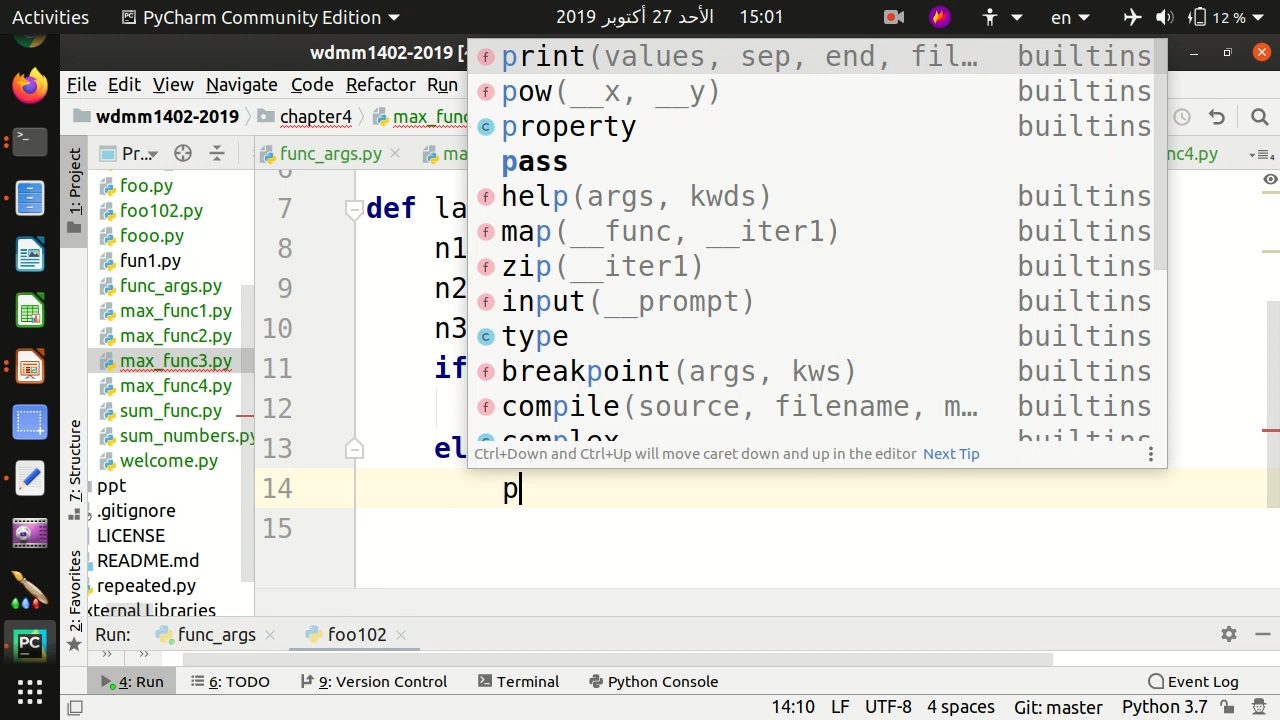 Activities PyCharm Community Edition الأحد 27 أكتوبر 2019 15:01 en 12 %
wdmm1402-2019 [~
File Edit View Navigate Code Refactor Run
wdmm1402-2019 chapter4 max_func
1: Project Pr... func_args.py ma nc4.py
print(values, sep, end, fil… builtins
pow(__x, __y) builtins
property builtins
pass
help(args, kwds) builtins
map(__func, __iter1) builtins
zip(__iter1) builtins
input(__prompt) builtins
type builtins
breakpoint(args, kws) builtins
compile(source, filename, m… builtins
complex builtins
Ctrl+Down and Ctrl+Up will move caret down and up in the editor Next Tip
foo.py
foo102.py
fooo.py
fun1.py
func_args.py
max_func1.py
max_func2.py
max_func3.py
max_func4.py
sum_func.py
sum_numbers.py
welcome.py
ppt
.gitignore
LICENSE
README.md
repeated.py
xternal Libraries
6
7 def la
8 n1
9 n2
10 n3
11 if
12
13 el
14 p
15
7: Structure
2: Favorites
Run: func_args foo102
4: Run 6: TODO 9: Version Control Terminal Python Console Event Log
14:10 LF UTF-8 4 spaces Git: master Python 3.7